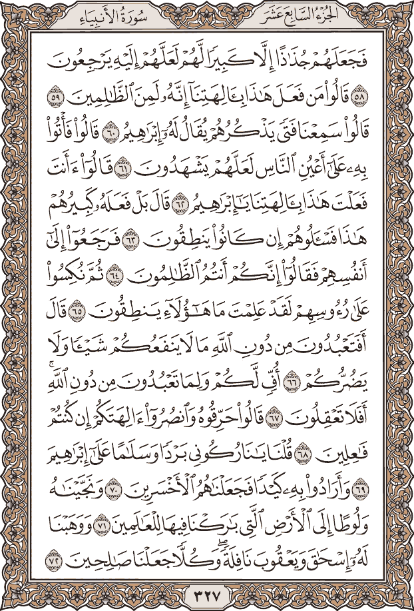 الجزء السابع عشر
سورة الأنبياء
فَجَعَلَهُمْ جُذَٰذًا إِلَّا كَبِيرًا لَّهُمْ لَعَلَّهُمْ إِلَيْهِ يَرْجِعُونَ
٥٨ قَالُوا۟ مَن فَعَلَ هَٰذَا بِـَٔالِهَتِنَآ إِنَّهُۥ لَمِنَ ٱلظَّٰلِمِينَ ٥٩
قَالُوا۟ سَمِعْنَا فَتًى يَذْكُرُهُمْ يُقَالُ لَهُۥٓ إِبْرَٰهِيمُ ٦٠ قَالُوا۟ فَأْتُوا۟
بِهِۦ عَلَىٰٓ أَعْيُنِ ٱلنَّاسِ لَعَلَّهُمْ يَشْهَدُونَ ٦١ قَالُوٓا۟ ءَأَنتَ
فَعَلْتَ هَٰذَا بِـَٔالِهَتِنَا يَٰٓإِبْرَٰهِيمُ ٦٢ قَالَ بَلْ فَعَلَهُۥ كَبِيرُهُمْ
هَٰذَا فَسْـَٔلُوهُمْ إِن كَانُوا۟ يَنطِقُونَ ٦٣ فَرَجَعُوٓا۟ إِلَىٰٓ
أَنفُسِهِمْ فَقَالُوٓا۟ إِنَّكُمْ أَنتُمُ ٱلظَّٰلِمُونَ ٦٤ ثُمَّ نُكِسُوا۟
عَلَىٰ رُءُوسِهِمْ لَقَدْ عَلِمْتَ مَا هَٰٓؤُلَآءِ يَنطِقُونَ ٦٥ قَالَ
أَفَتَعْبُدُونَ مِن دُونِ ٱللَّهِ مَا لَا يَنفَعُكُمْ شَيْـًٔا وَلَا
يَضُرُّكُمْ ٦٦ أُفٍّ لَّكُمْ وَلِمَا تَعْبُدُونَ مِن دُونِ ٱللَّهِ ۖ
أَفَلَا تَعْقِلُونَ ٦٧ قَالُوا۟ حَرِّقُوهُ وَٱنصُرُوٓا۟ ءَالِهَتَكُمْ إِن كُنتُمْ
فَٰعِلِينَ ٦٨ قُلْنَا يَٰنَارُ كُونِى بَرْدًا وَسَلَٰمًا عَلَىٰٓ إِبْرَٰهِيمَ
٦٩ وَأَرَادُوا۟ بِهِۦ كَيْدًا فَجَعَلْنَٰهُمُ ٱلْأَخْسَرِينَ ٧٠ وَنَجَّيْنَٰهُ
وَلُوطًا إِلَى ٱلْأَرْضِ ٱلَّتِى بَٰرَكْنَا فِيهَا لِلْعَٰلَمِينَ ٧١ وَوَهَبْنَا
لَهُۥٓ إِسْحَٰقَ وَيَعْقُوبَ نَافِلَةً ۖ وَكُلًّا جَعَلْنَا صَٰلِحِينَ ٧٢
٣٢٧